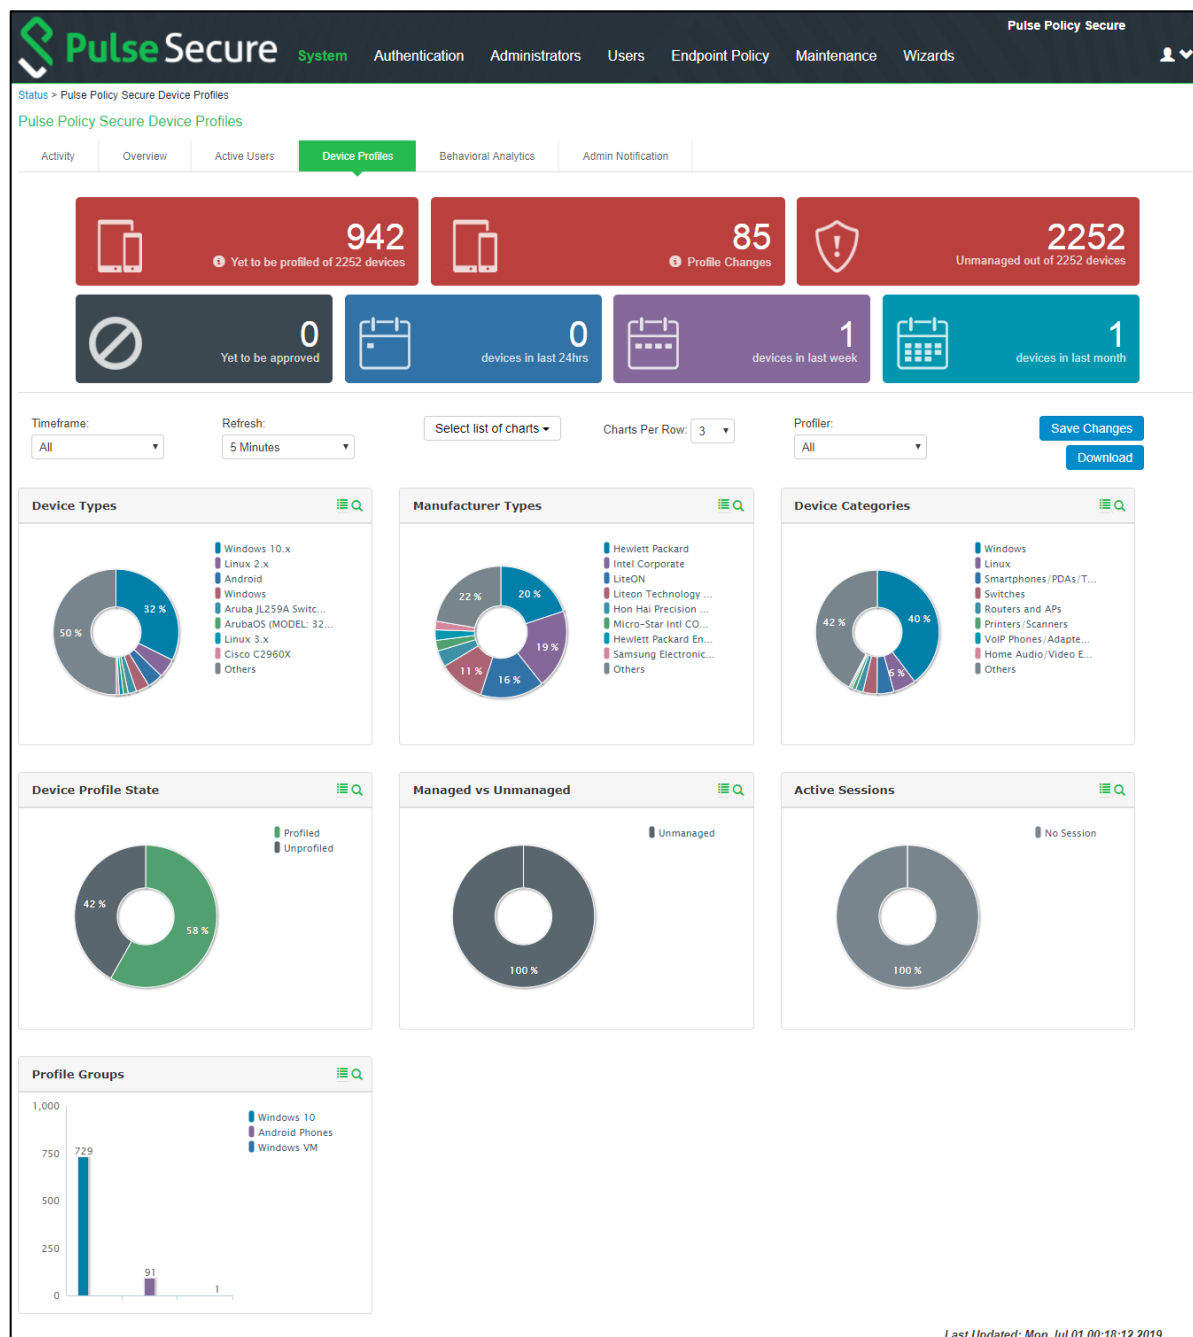 Pulse Policy Secure
Pulse Secure
System Authentication Administrators Users Endpoint Policy Maintenance Wizards
Status > Pulse Policy Secure Device Profiles
Pulse Policy Secure Device Profiles
Activity Overview Active Users Device Profiles Behavioral Analytics Admin Notification
942
Yet to be profiled of 2252 devices
85
Profile Changes
2252
Unmanaged out of 2252 devices
0
Yet to be approved
0
devices in last 24hrs
1
devices in last week
1
devices in last month
Timeframe:
All
Refresh:
5 Minutes
Select list of charts
Charts Per Row: 3
Profiler:
All
Save Changes
Download
Device Types
Windows 10.x
Linux 2.x
Android
Windows
Aruba JL259A Switc...
ArubaOS (MODEL: 32...
Linux 3.x
Cisco C2960X
Others
32 %
50 %
Manufacturer Types
Hewlett Packard
Intel Corporate
LiteON
Liteon Technology ...
Hon Hai Precision ...
Micro-Star Intl CO...
Hewlett Packard En...
Samsung Electronic...
Others
22 %
20 %
19 %
11 %
16 %
Device Categories
Windows
Linux
Smartphones/PDAs/T...
Switches
Routers and APs
Printers/Scanners
VoIP Phones/Adapte...
Home Audio/Video E...
Others
42 %
40 %
6 %
Device Profile State
Profiled
Unprofiled
42 %
58 %
Managed vs Unmanaged
Unmanaged
100 %
Active Sessions
No Session
100 %
Profile Groups
1,000
750
500
250
0
729
91
1
Windows 10
Android Phones
Windows VM
Last Updated: Mon Jul 01 00:18:12 2019